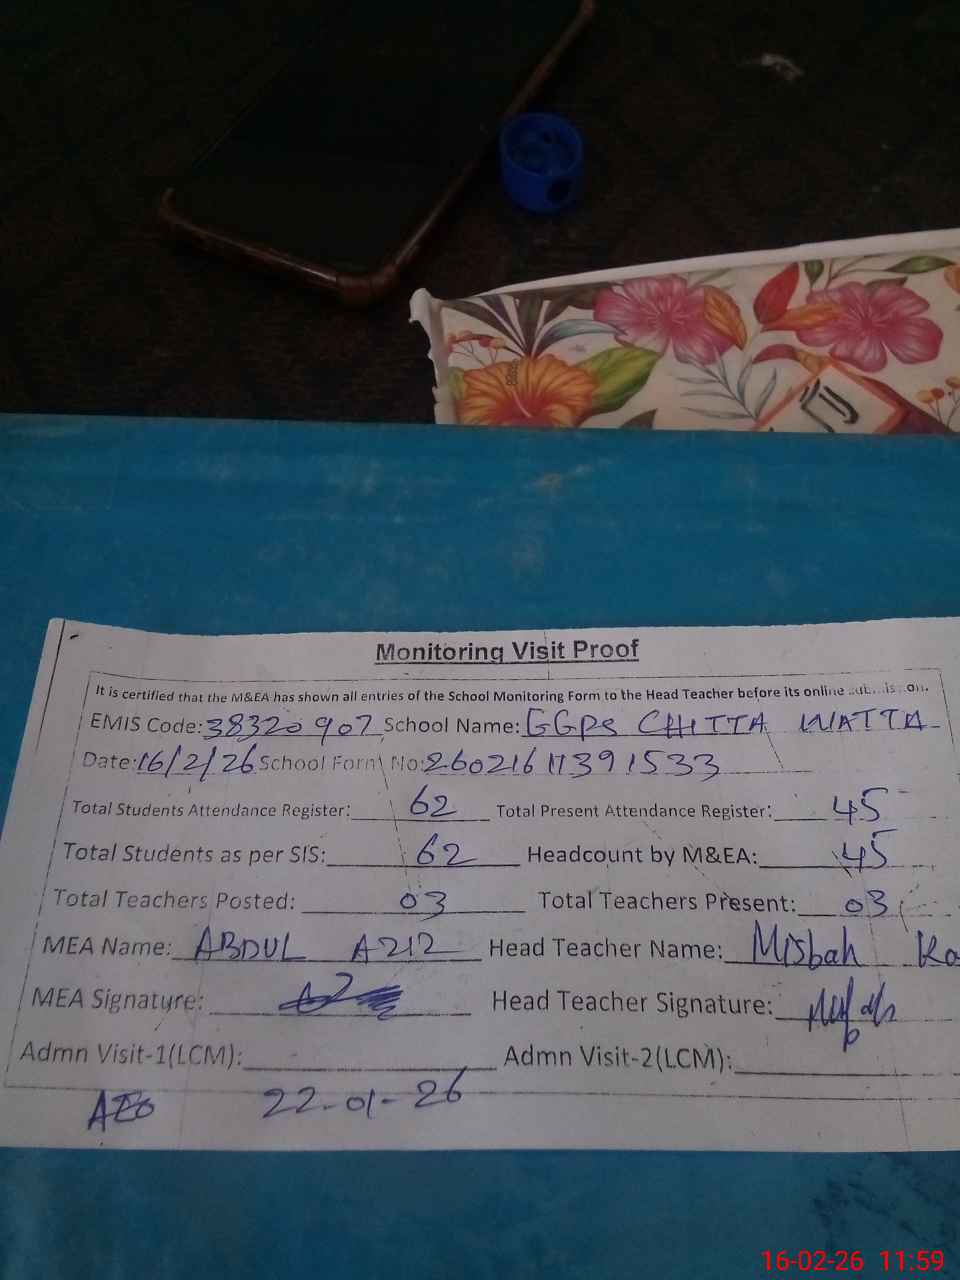 Monitoring Visit Proof
It is certified that the M&EA has shown all entries of the School Monitoring Form to the Head Teacher before its online submission.
EMIS Code: 38320907 School Name: GGPS CHITTA WATTA
Date: 16/2/26 School Form No: 26021611391533
Total Students Attendance Register: 62 Total Present Attendance Register: 45
Total Students as per SIS: 62 Headcount by M&EA: 45
Total Teachers Posted: 03 Total Teachers Present: 03
MEA Name: ABDUL AZIZ Head Teacher Name: Misbah
MEA Signature: Head Teacher Signature:
Admn Visit-1(LCM): Admn Visit-2(LCM):
AEO 22-01-26
16-02-26 11:59